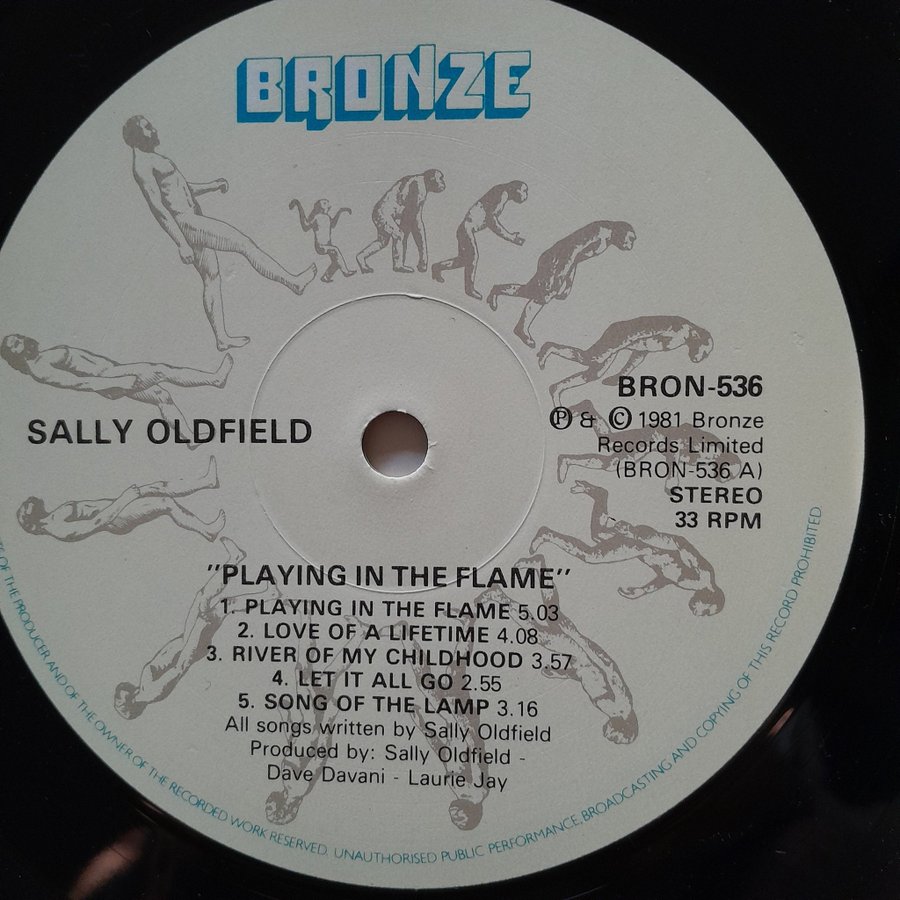 BRONZE
SALLY OLDFIELD
BRON-536
Ⓟ & © 1981 Bronze
Records Limited
(BRON-536 A)
STEREO
33 RPM
"PLAYING IN THE FLAME"
1. PLAYING IN THE FLAME 5.03
2. LOVE OF A LIFETIME 4.08
3. RIVER OF MY CHILDHOOD 3.57
4. LET IT ALL GO 2.55
5. SONG OF THE LAMP 3.16
All songs written by Sally Oldfield
Produced by: Sally Oldfield -
Dave Davani - Laurie Jay
OF THE PRODUCER AND OF THE OWNER OF THE RECORDED WORK RESERVED. UNAUTHORISED PUBLIC PERFORMANCE, BROADCASTING AND COPYING OF THIS RECORD PROHIBITED